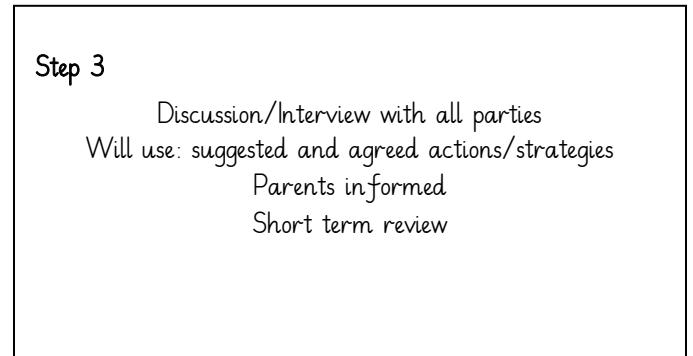 Step 3
Discussion/Interview with all parties
Will use: suggested and agreed actions/strategies
Parents informed
Short term review